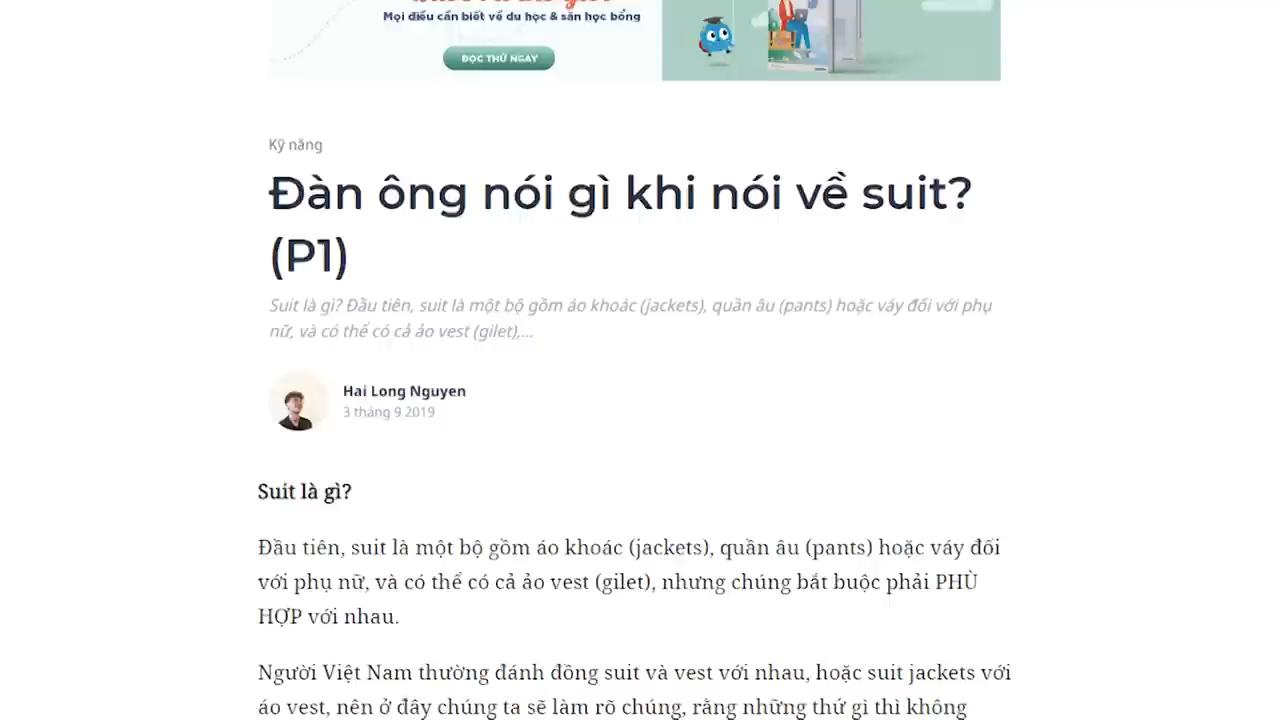 Mọi điều cần biết về du học & săn học bổng
ĐỌC THỬ NGAY
Kỹ năng
Đàn ông nói gì khi nói về suit?
(P1)
Suit là gì? Đầu tiên, suit là một bộ gồm áo khoác (jackets), quần âu (pants) hoặc váy đối với phụ
nữ, và có thể có cả ảo vest (gilet),...
Hai Long Nguyen
3 tháng 9 2019
Suit là gì?
Đầu tiên, suit là một bộ gồm áo khoác (jackets), quần âu (pants) hoặc váy đối
với phụ nữ, và có thể có cả ảo vest (gilet), nhưng chúng bắt buộc phải PHÙ
HỢP với nhau.
Người Việt Nam thường đánh đồng suit và vest với nhau, hoặc suit jackets với
áo vest, nên ở đây chúng ta sẽ làm rõ chúng, rằng những thứ gì thì không